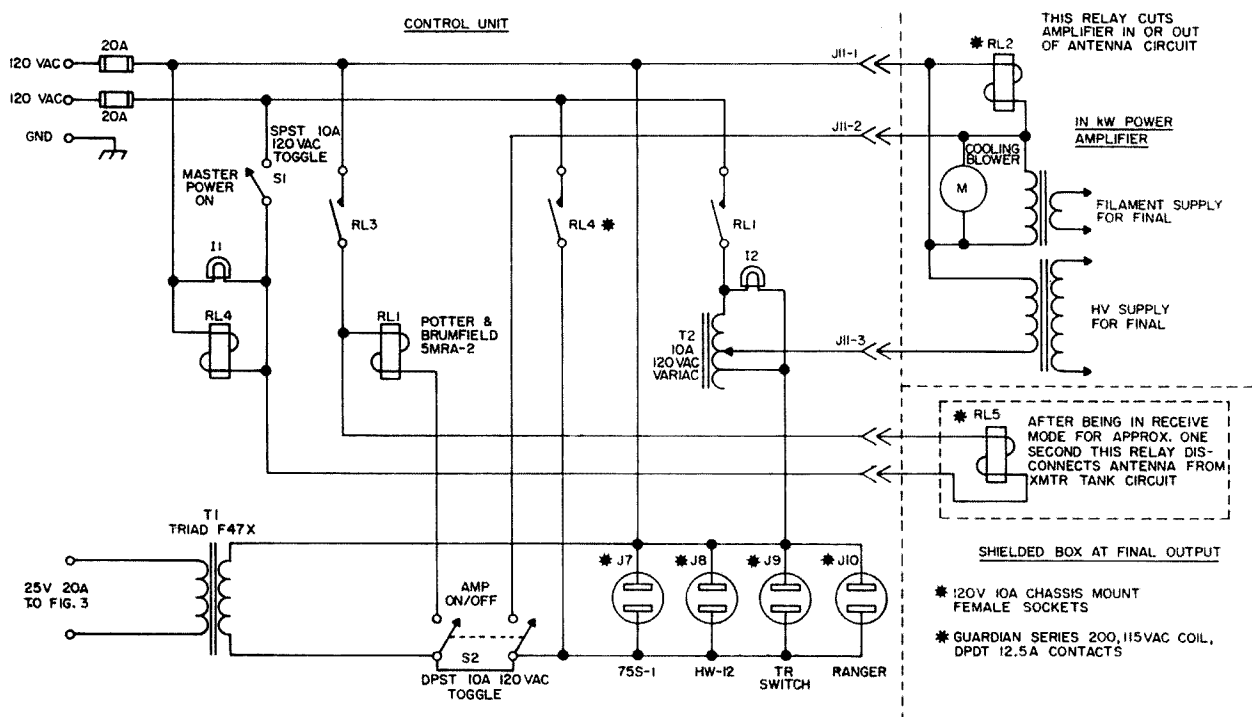 CONTROL UNIT
THIS RELAY CUTS
AMPLIFIER IN OR OUT
OF ANTENNA CIRCUIT
20A
120 VAC
J11-1
✷ RL2
120 VAC
20A
GND
SPST 10A
120 VAC
TOGGLE
S1
MASTER
POWER
ON
J11-2
IN kW POWER
AMPLIFIER
COOLING
BLOWER
M
FILAMENT SUPPLY
FOR FINAL
RL3
RL4 ✷
RL1
I1
I2
RL4
RL1
POTTER &
BRUMFIELD
5MRA-2
T2
10A
120 VAC
VARIAC
J11-3
HV SUPPLY
FOR FINAL
✷ RL5
AFTER BEING IN RECEIVE
MODE FOR APPROX. ONE
SECOND THIS RELAY DIS-
CONNECTS ANTENNA FROM
XMTR TANK CIRCUIT
T1
TRIAD F47X
25V 20A
TO FIG. 3
AMP
ON/OFF
S2
DPST 10A 120 VAC
TOGGLE
✷ J7
✷ J8
✷ J9
✷ J10
75S-1
HW-12
TR
SWITCH
RANGER
SHIELDED BOX AT FINAL OUTPUT
✷ 120V 10A CHASSIS MOUNT
FEMALE SOCKETS
✷ GUARDIAN SERIES 200, 115VAC COIL,
DPDT 12.5A CONTACTS